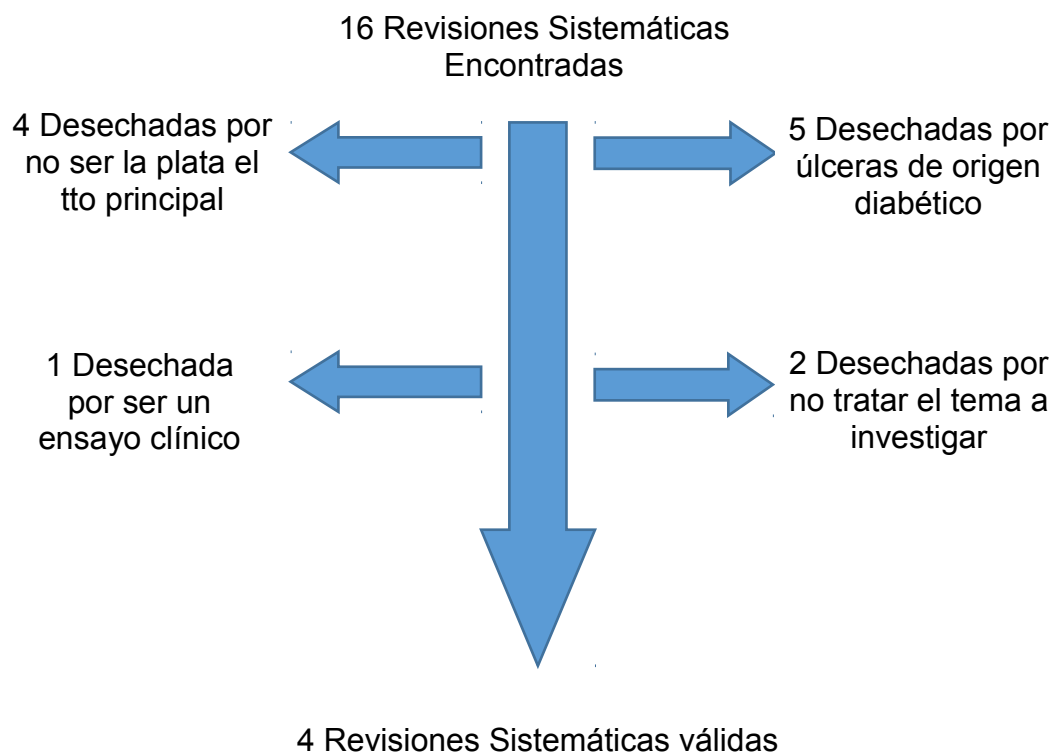 16 Revisiones Sistemáticas
Encontradas
4 Desechadas por
no ser la plata el
tto principal
5 Desechadas por
úlceras de origen
diabético
1 Desechada
por ser un
ensayo clínico
2 Desechadas por
no tratar el tema a
investigar
4 Revisiones Sistemáticas válidas